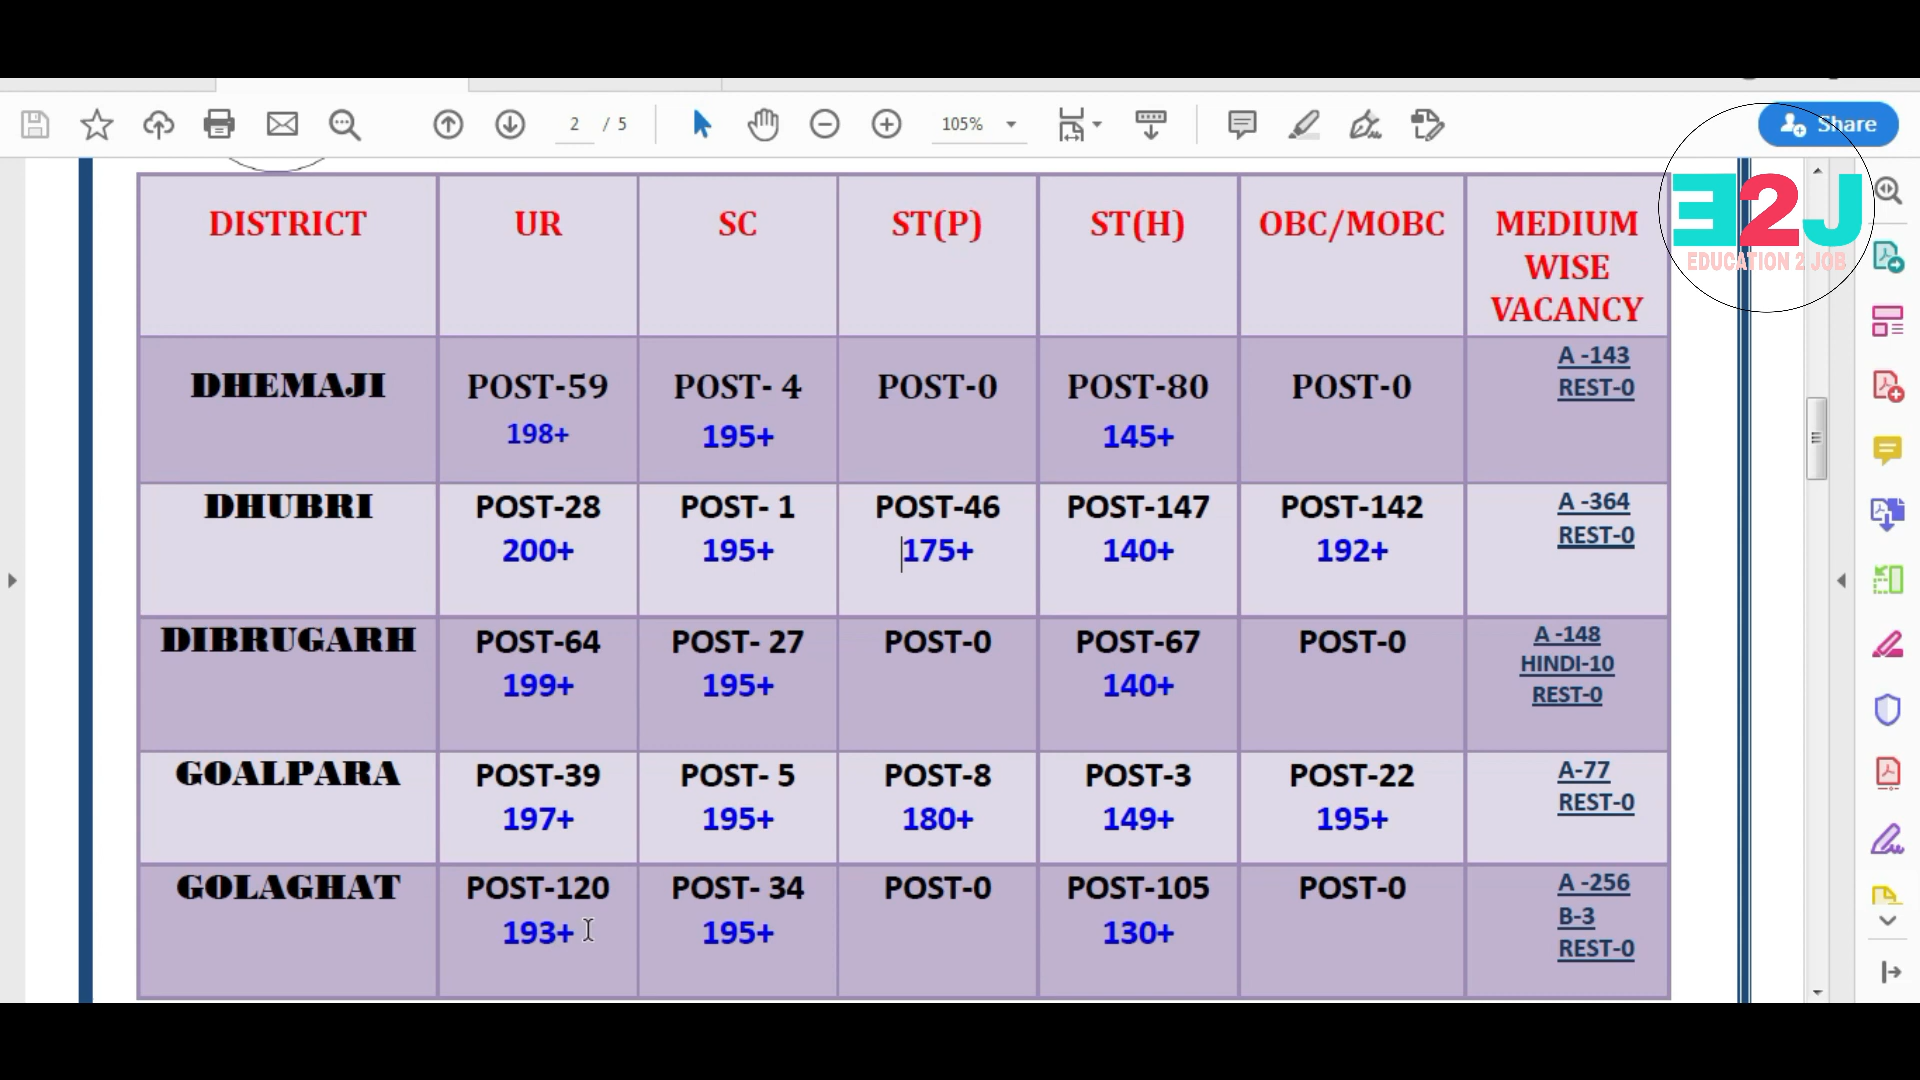 2 / 5
105%
Share
E2J
EDUCATION 2 JOB
DISTRICT UR SC ST(P) ST(H) OBC/MOBC MEDIUM
WISE
VACANCY
DHEMAJI POST-59 POST- 4 POST-0 POST-80 POST-0 A -143
198+ 195+ 145+ REST-0
DHUBRI POST-28 POST- 1 POST-46 POST-147 POST-142 A -364
200+ 195+ 175+ 140+ 192+ REST-0
DIBRUGARH POST-64 POST- 27 POST-0 POST-67 POST-0 A -148
199+ 195+ 140+ HINDI-10
REST-0
GOALPARA POST-39 POST- 5 POST-8 POST-3 POST-22 A-77
197+ 195+ 180+ 149+ 195+ REST-0
GOLAGHAT POST-120 POST- 34 POST-0 POST-105 POST-0 A -256
193+ 195+ 130+ B-3
REST-0